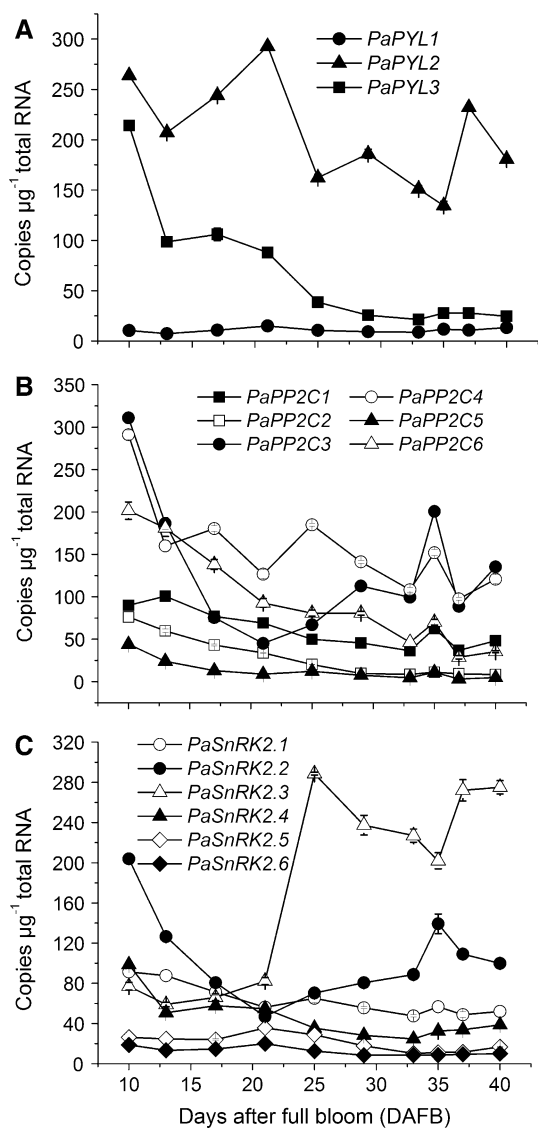 A
300
250
200
150
100
50
0
Copies µg⁻¹ total RNA
PaPYL1
PaPYL2
PaPYL3
B
350
300
250
200
150
100
50
0
Copies µg⁻¹ total RNA
PaPP2C1
PaPP2C2
PaPP2C3
PaPP2C4
PaPP2C5
PaPP2C6
C
320
280
240
200
160
120
80
40
0
Copies µg⁻¹ total RNA
PaSnRK2.1
PaSnRK2.2
PaSnRK2.3
PaSnRK2.4
PaSnRK2.5
PaSnRK2.6
10 15 20 25 30 35 40
Days after full bloom (DAFB)